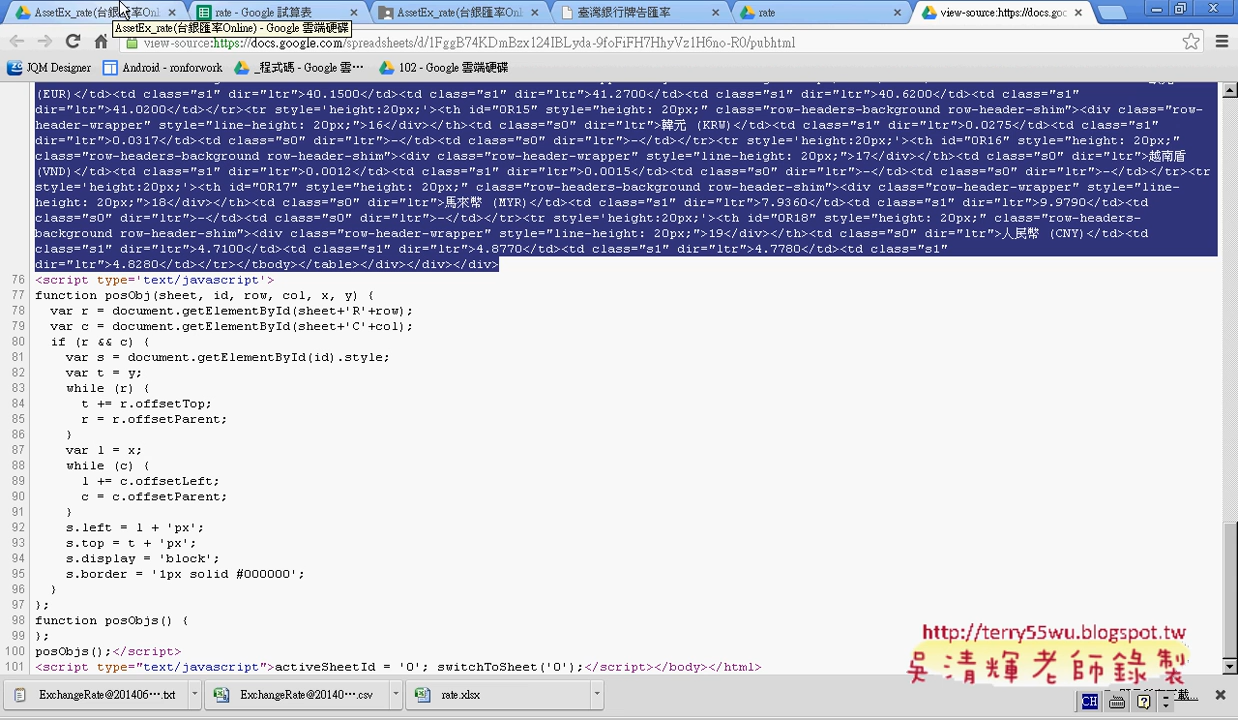 AssetEx_rate(台銀匯率Onl
rate - Google 試算表
AssetEx_rate(台銀匯率Onl
臺灣銀行牌告匯率
rate
view-source:https://docs.goo
AssetEx_rate(台銀匯率Online) - Google 雲端硬碟
view-source:https://docs.google.com/spreadsheets/d/1FggB74KDmBzx124IBLyda-9foFiFH7HhyVz1H6no-R0/pubhtml
JQM Designer
Android - ronforwork
_程式碼 - Google 雲…
102 - Google 雲端硬碟
(EUR)</td><td class="s1" dir="ltr">40.1500</td><td class="s1" dir="ltr">41.2700</td><td class="s1" dir="ltr">40.6200</td><td class="s1"
dir="ltr">41.0200</td></tr><tr style='height:20px;'><th id="0R15" style="height: 20px;" class="row-headers-background row-header-shim"><div class="row-
header-wrapper" style="line-height: 20px;">16</div></th><td class="s0" dir="ltr">韓元 (KRW)</td><td class="s1" dir="ltr">0.0275</td><td class="s1"
dir="ltr">0.0317</td><td class="s0" dir="ltr">-</td><td class="s0" dir="ltr">-</td></tr><tr style='height:20px;'><th id="0R16" style="height: 20px;"
class="row-headers-background row-header-shim"><div class="row-header-wrapper" style="line-height: 20px;">17</div></th><td class="s0" dir="ltr">越南盾
(VND)</td><td class="s1" dir="ltr">0.0012</td><td class="s1" dir="ltr">0.0015</td><td class="s0" dir="ltr">-</td><td class="s0" dir="ltr">-</td></tr><tr
style='height:20px;'><th id="0R17" style="height: 20px;" class="row-headers-background row-header-shim"><div class="row-header-wrapper" style="line-
height: 20px;">18</div></th><td class="s0" dir="ltr">馬來幣 (MYR)</td><td class="s1" dir="ltr">7.9360</td><td class="s1" dir="ltr">9.9790</td><td
class="s0" dir="ltr">-</td><td class="s0" dir="ltr">-</td></tr><tr style='height:20px;'><th id="0R18" style="height: 20px;" class="row-headers-
background row-header-shim"><div class="row-header-wrapper" style="line-height: 20px;">19</div></th><td class="s0" dir="ltr">人民幣 (CNY)</td><td
class="s1" dir="ltr">4.7100</td><td class="s1" dir="ltr">4.8770</td><td class="s1" dir="ltr">4.7780</td><td class="s1"
dir="ltr">4.8280</td></tr></tbody></table></div></div></div>
76 <script type='text/javascript'>
77 function posObj(sheet, id, row, col, x, y) {
78 var r = document.getElementById(sheet+'R'+row);
79 var c = document.getElementById(sheet+'C'+col);
80 if (r && c) {
81 var s = document.getElementById(id).style;
82 var t = y;
83 while (r) {
84 t += r.offsetTop;
85 r = r.offsetParent;
86 }
87 var l = x;
88 while (c) {
89 l += c.offsetLeft;
90 c = c.offsetParent;
91 }
92 s.left = l + 'px';
93 s.top = t + 'px';
94 s.display = 'block';
95 s.border = '1px solid #000000';
96 }
97 };
98 function posObjs() {
99 };
100 posObjs();</script>
101 <script type="text/javascript">activeSheetId = '0'; switchToSheet('0');</script></body></html>
http://terry55wu.blogspot.tw
吳清輝老師錄製
ExchangeRate@201406….txt
ExchangeRate@20140….csv
rate.xlsx
CH